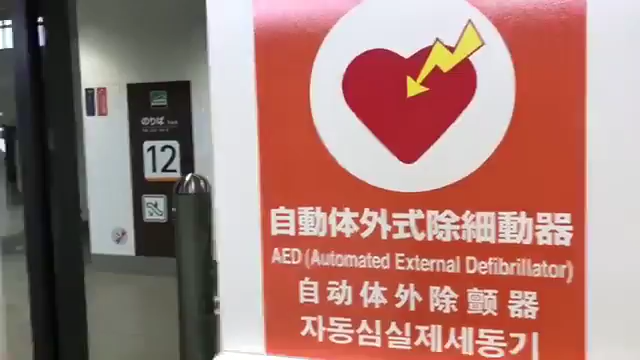 のりば Track
12
自動体外式除細動器
AED (Automated External Defibrillator)
自动体外除颤器
자동심실제세동기